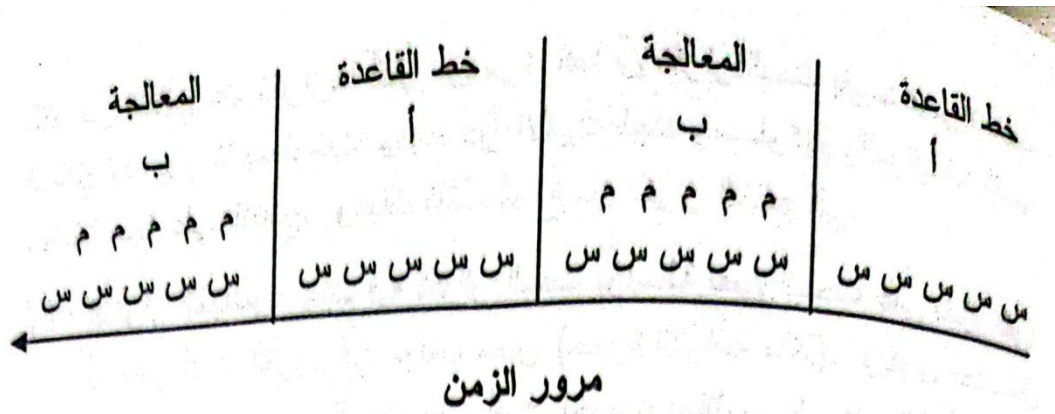 خط القاعدة المعالجة خط القاعدة المعالجة
أ ب أ ب
م م م م م م م م م م
س س س س س س س س س س س س س س س س س س س س
مرور الزمن